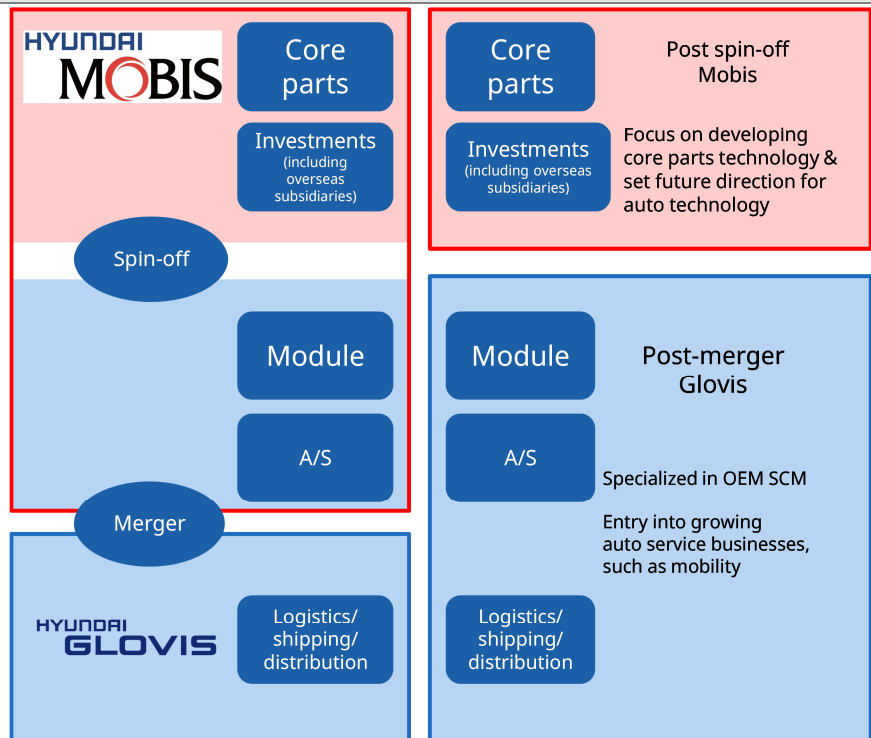 HYUNDAI
MOBIS
Core
parts
Investments
(including
overseas
subsidiaries)
Spin-off
Module
A/S
Merger
HYUNDAI
GLOVIS
Logistics/
shipping/
distribution
Core
parts
Post spin-off
Mobis
Investments
(including overseas
subsidiaries)
Focus on developing
core parts technology &
set future direction for
auto technology
Module
Post-merger
Glovis
A/S
Specialized in OEM SCM
Entry into growing
auto service businesses,
such as mobility
Logistics/
shipping/
distribution